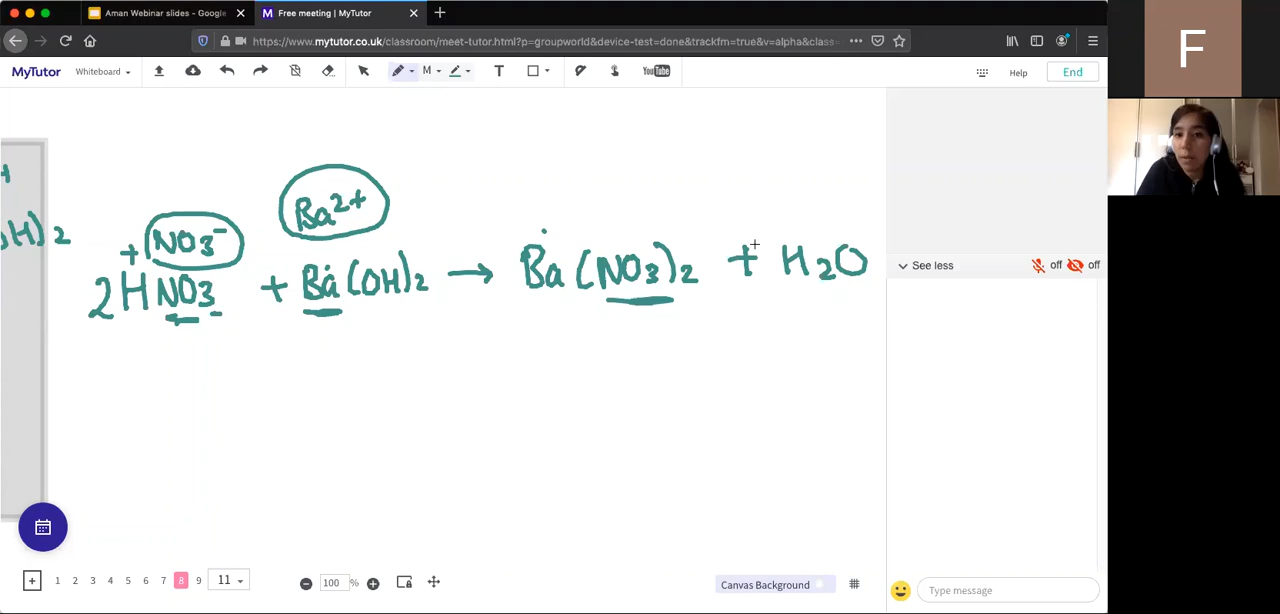 Aman Webinar slides - Google
Free meeting | MyTutor
https://www.mytutor.co.uk/classroom/meet-tutor.html?p=groupworld&device-test=done&trackfm=true&v=alpha&class=
MyTutor
Whiteboard
M
T
YouTube
Help
End
F
Ba2+
+ NO3-
H)2
2HNO3 + Ba(OH)2 → Ba(NO3)2 + H2O
See less
off
off
+ 1 2 3 4 5 6 7 8 9 11
100 %
Canvas Background
Type message